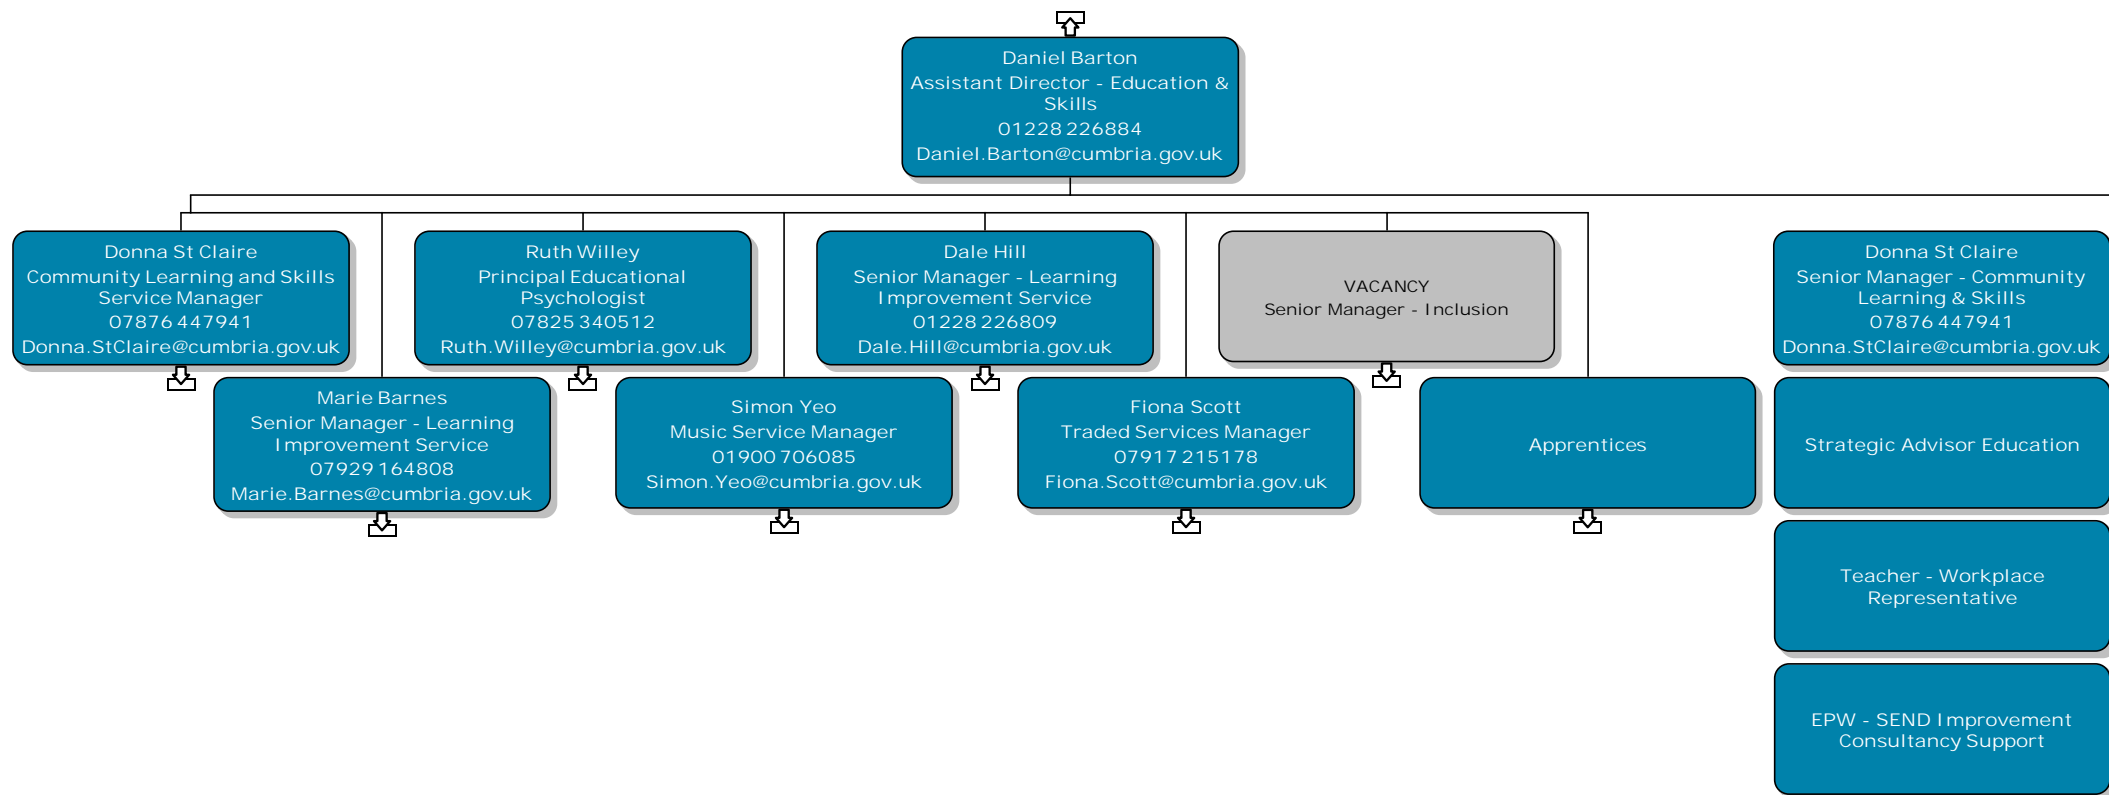 Daniel Barton
Assistant Director - Education &
Skills
01228 226884
Daniel.Barton@cumbria.gov.uk
Donna St Claire
Community Learning and Skills
Service Manager
07876 447941
Donna.StClaire@cumbria.gov.uk
Ruth Willey
Principal Educational
Psychologist
07825 340512
Ruth.Willey@cumbria.gov.uk
Dale Hill
Senior Manager - Learning
Improvement Service
01228 226809
Dale.Hill@cumbria.gov.uk
VACANCY
Senior Manager - Inclusion
Donna St Claire
Senior Manager - Community
Learning & Skills
07876 447941
Donna.StClaire@cumbria.gov.uk
Marie Barnes
Senior Manager - Learning
Improvement Service
07929 164808
Marie.Barnes@cumbria.gov.uk
Simon Yeo
Music Service Manager
01900 706085
Simon.Yeo@cumbria.gov.uk
Fiona Scott
Traded Services Manager
07917 215178
Fiona.Scott@cumbria.gov.uk
Apprentices
Strategic Advisor Education
Teacher - Workplace
Representative
EPW - SEND Improvement
Consultancy Support